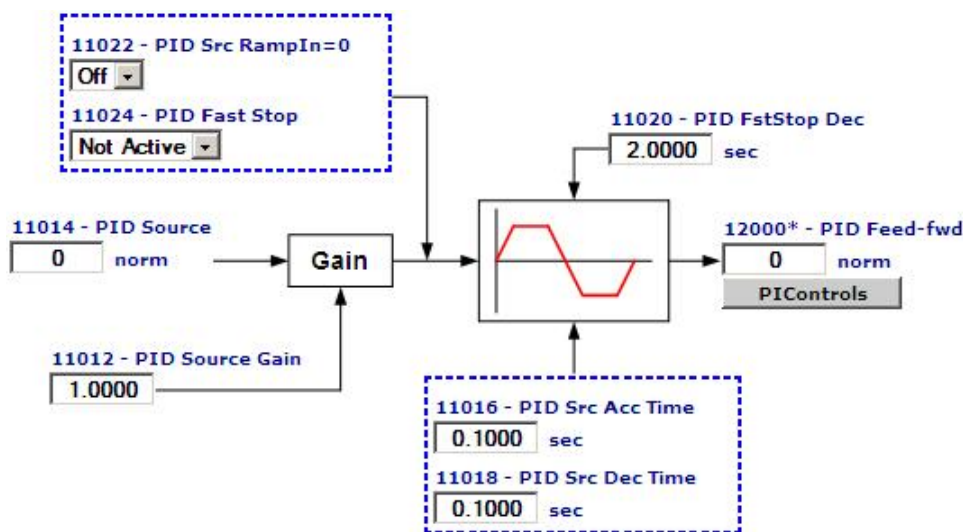 11022 - PID Src RampIn=0
Off
11024 - PID Fast Stop
Not Active
11020 - PID FstStop Dec
2.0000 sec
11014 - PID Source
0 norm
Gain
12000* - PID Feed-fwd
0 norm
PIControls
11012 - PID Source Gain
1.0000
11016 - PID Src Acc Time
0.1000 sec
11018 - PID Src Dec Time
0.1000 sec